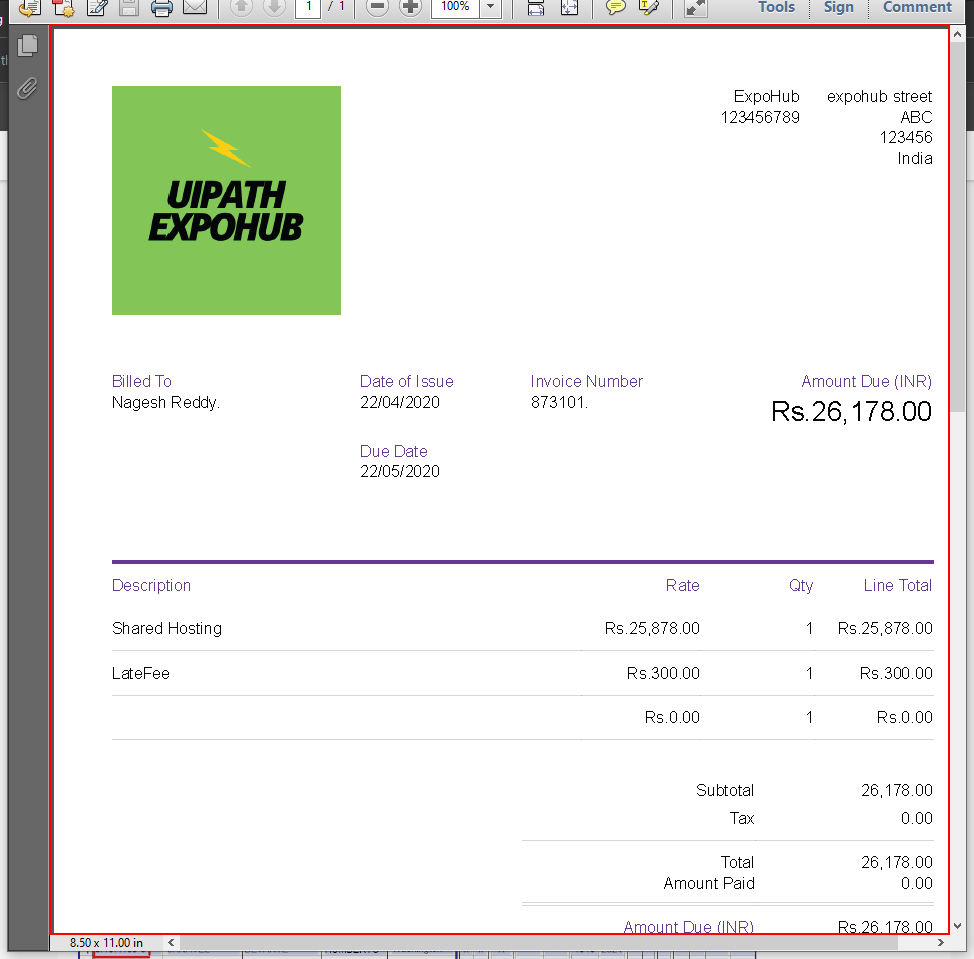 1 / 1
100%
Tools
Sign
Comment
UIPATH
EXPOHUB
ExpoHub
123456789
expohub street
ABC
123456
India
Billed To
Nagesh Reddy.
Date of Issue
22/04/2020
Due Date
22/05/2020
Invoice Number
873101.
Amount Due (INR)
Rs.26,178.00
Description Rate Qty Line Total
Shared Hosting Rs.25,878.00 1 Rs.25,878.00
LateFee Rs.300.00 1 Rs.300.00
Rs.0.00 1 Rs.0.00
Subtotal 26,178.00
Tax 0.00
Total 26,178.00
Amount Paid 0.00
Amount Due (INR) Rs.26,178.00
8.50 x 11.00 in